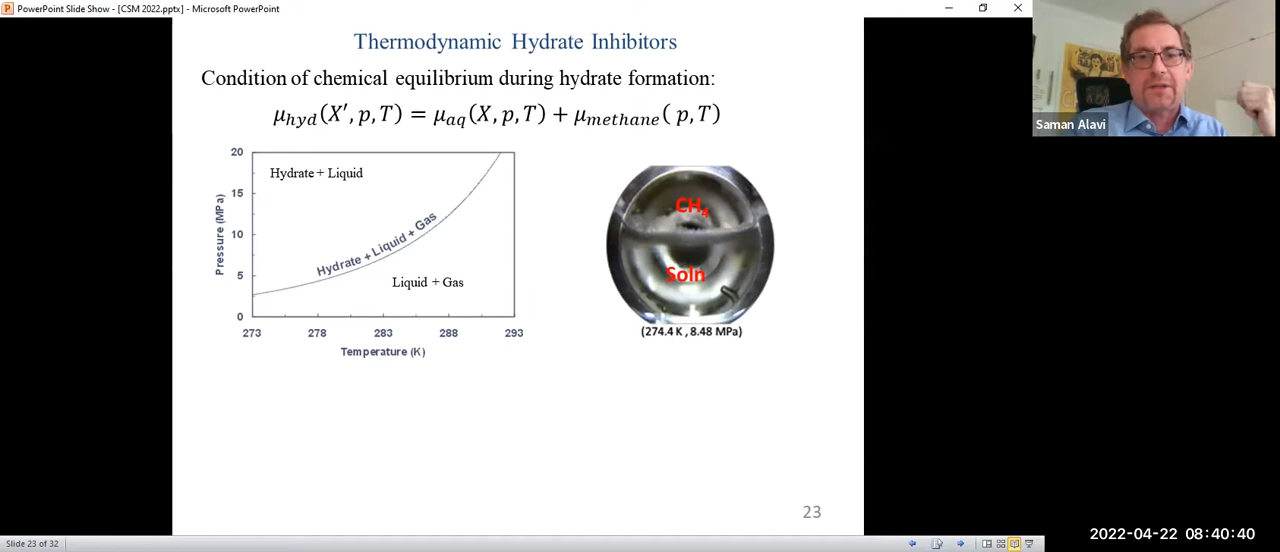 PowerPoint Slide Show - [CSM 2022.pptx] - Microsoft PowerPoint
Thermodynamic Hydrate Inhibitors
Condition of chemical equilibrium during hydrate formation:
μ_hyd(X′, p, T) = μ_aq(X, p, T) + μ_methane( p, T)
Saman Alavi
20
15
10
5
0
Pressure (MPa)
Hydrate + Liquid
Hydrate + Liquid + Gas
Liquid + Gas
273 278 283 288 293
Temperature (K)
CH₄
Soln
(274.4 K , 8.48 MPa)
23
Slide 23 of 32
2022-04-22 08:40:40